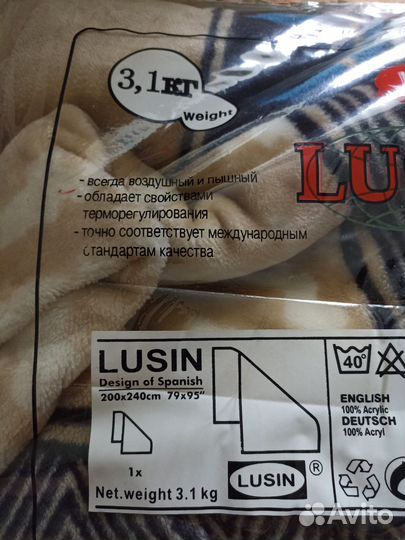 3,1кг
Weight
LU
- всегда воздушный и пышный
- обладает свойствами
терморегулирования
- точно соответствует международным
стандартам качества
LUSIN
Design of Spanish
200x240cm 79x95"
1x
Net.weight 3.1 kg
LUSIN ®
40°
ENGLISH
100% Acrylic
DEUTSCH
100% Acryl
Avito